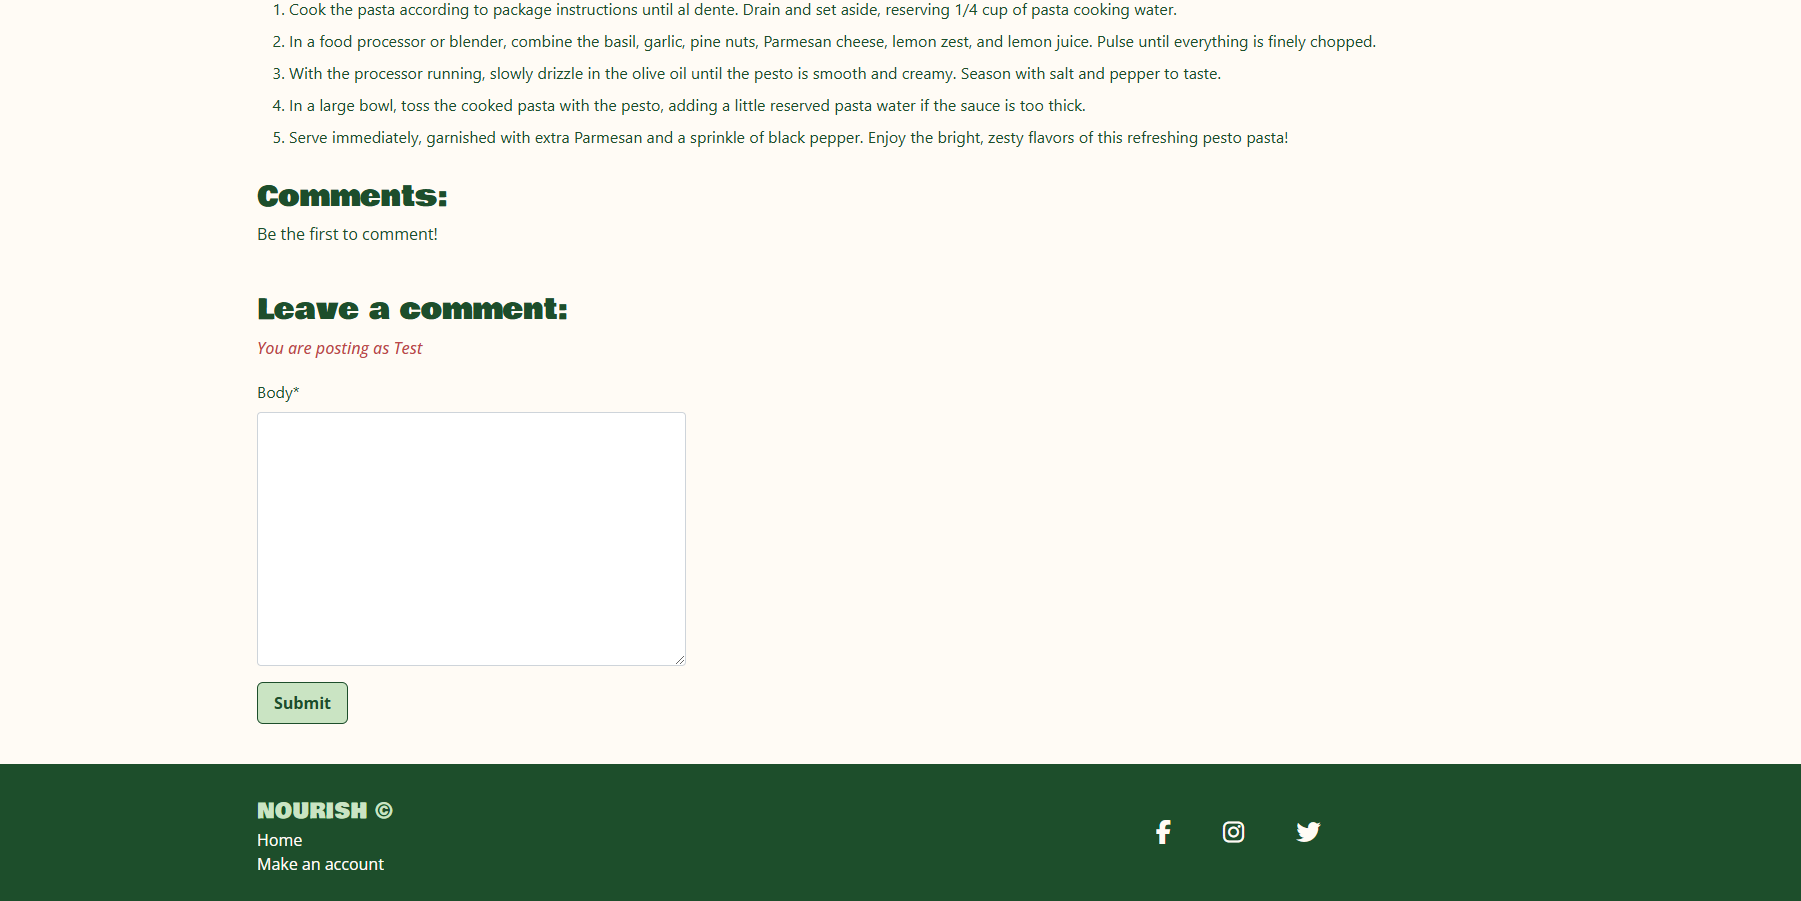 1. Cook the pasta according to package instructions until al dente. Drain and set aside, reserving 1/4 cup of pasta cooking water.
2. In a food processor or blender, combine the basil, garlic, pine nuts, Parmesan cheese, lemon zest, and lemon juice. Pulse until everything is finely chopped.
3. With the processor running, slowly drizzle in the olive oil until the pesto is smooth and creamy. Season with salt and pepper to taste.
4. In a large bowl, toss the cooked pasta with the pesto, adding a little reserved pasta water if the sauce is too thick.
5. Serve immediately, garnished with extra Parmesan and a sprinkle of black pepper. Enjoy the bright, zesty flavors of this refreshing pesto pasta!
Comments:
Be the first to comment!
Leave a comment:
You are posting as Test
Body*
Submit
NOURISH ©
Home
Make an account